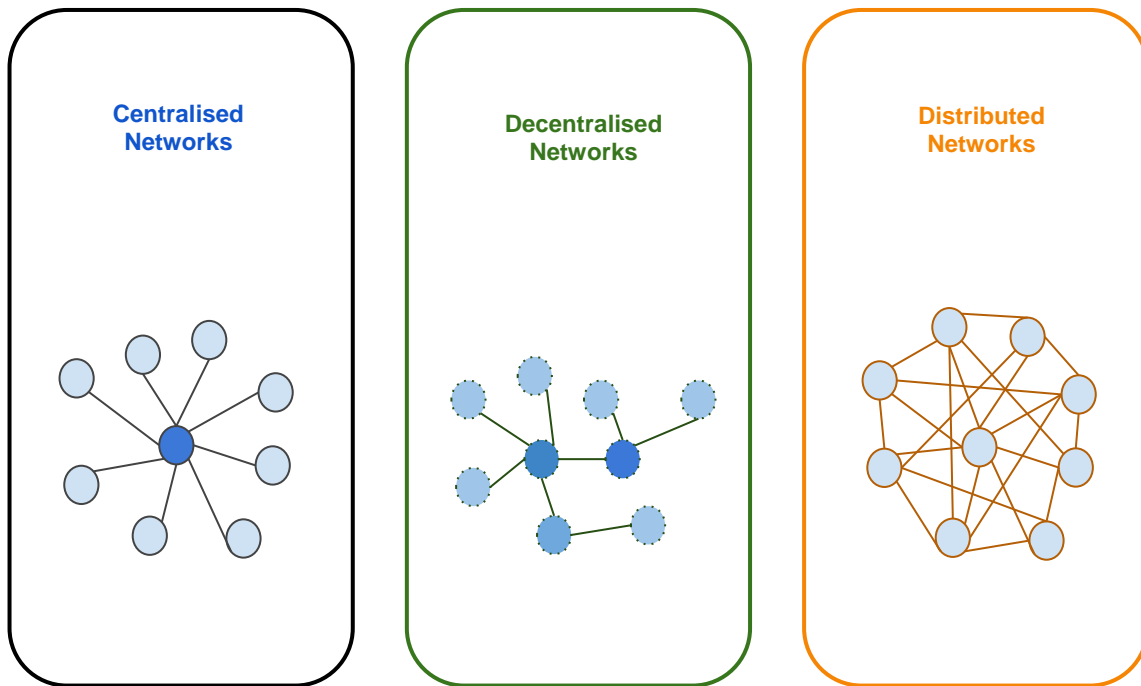 Centralised
Networks
Decentralised
Networks
Distributed
Networks